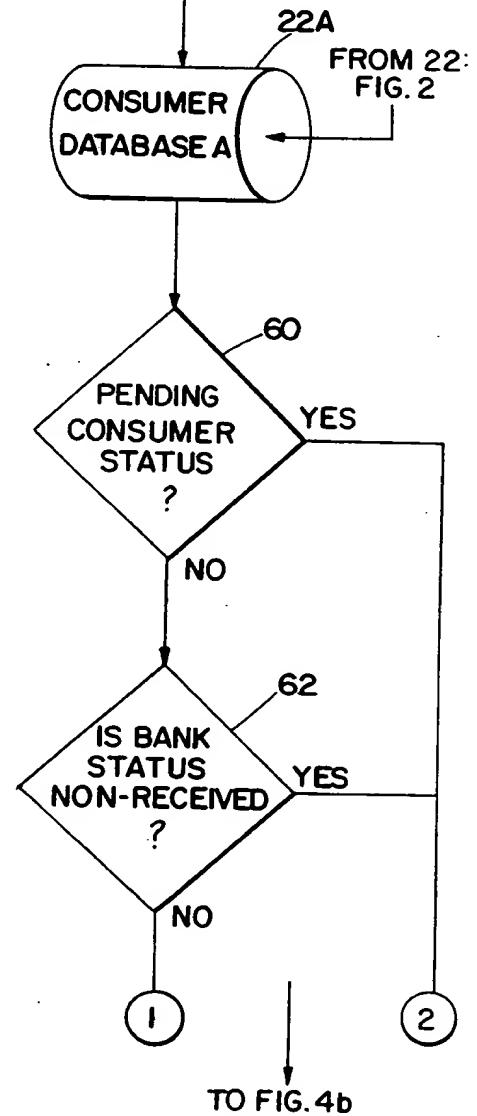 22A
FROM 22:
FIG. 2
CONSUMER
DATABASE A
60
PENDING
CONSUMER
STATUS
?
YES
NO
62
IS BANK
STATUS
NON-RECEIVED
?
YES
NO
1
2
TO FIG. 4b